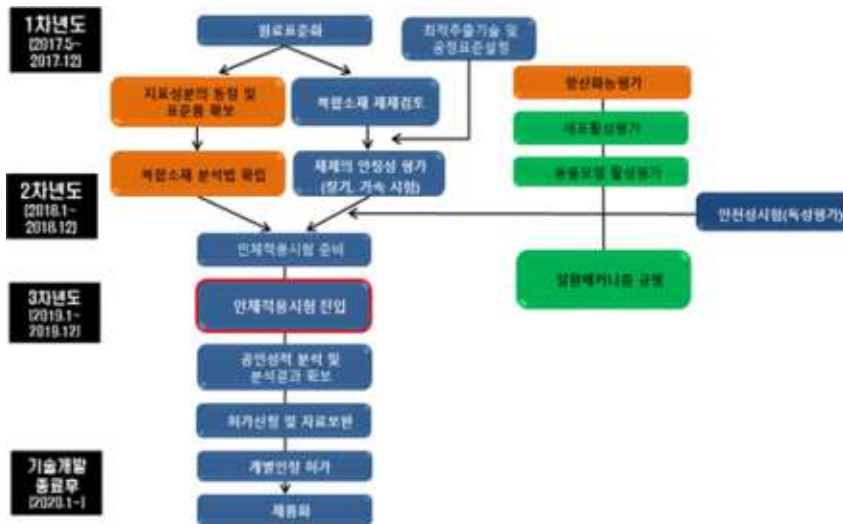 1차년도
[2017.5~
2017.12]
원료표준화
최적추출기술 및
공정표준설정
지표성분의 동정 및
표준품 확보
복합소재 제제검토
항산화능평가
세포활성평가
동물모델 활성평가
복합소재 분석법 확립
제제의 안정성 평가
(장기, 가속 시험)
2차년도
[2018.1~
2018.12]
안전성시험(독성평가)
인체적용시험 준비
3차년도
[2019.1~
2019.12]
인체적용시험 진입
질환메커니즘 규명
공인성적 분석 및
분석결과 확보
허가신청 및 자료보완
기술개발
종료후
[2020.1~]
개별인정 허가
제품화